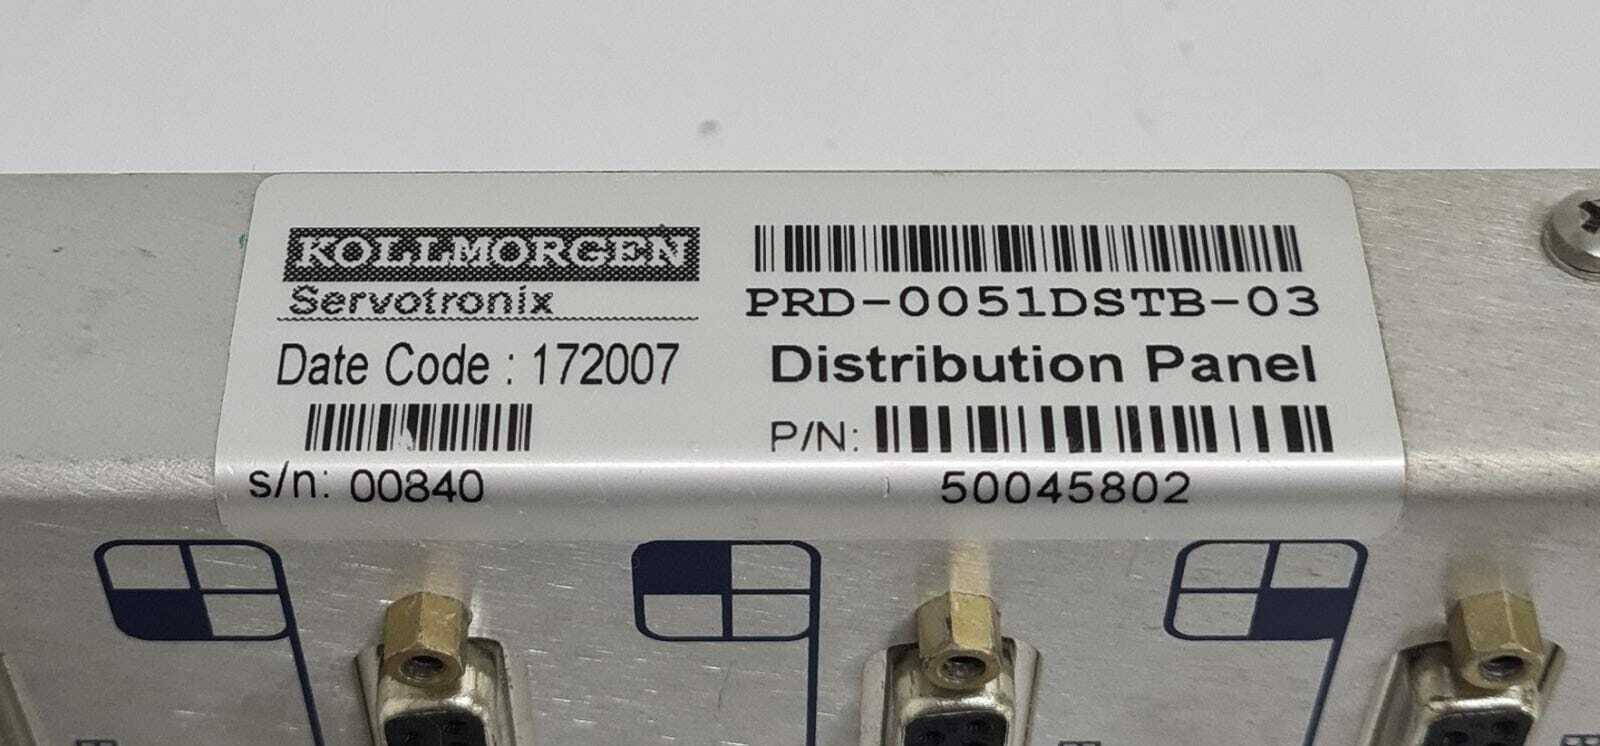 KOLLMORGEN
Servotronix
Date Code : 172007
s/n: 00840
PRD-0051DSTB-03
Distribution Panel
P/N:
50045802